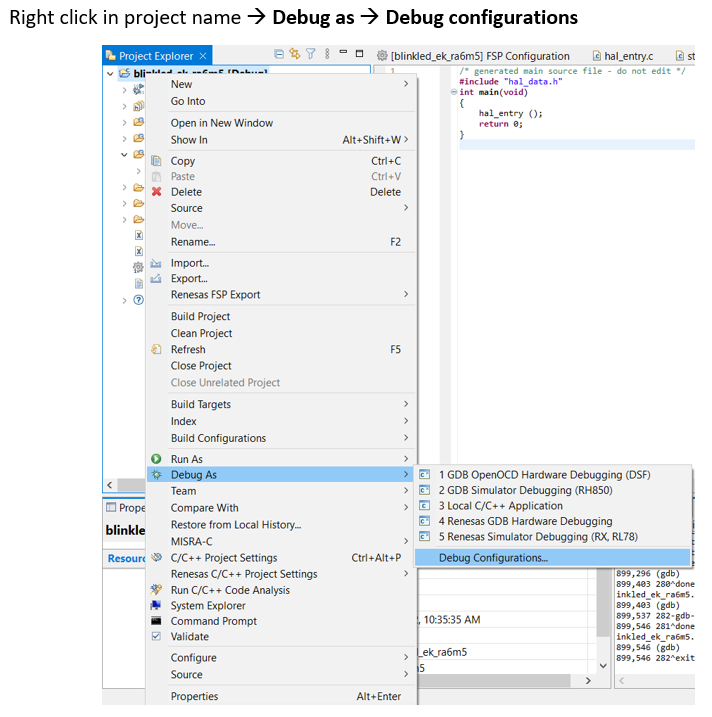 Right click in project name → Debug as → Debug configurations
Project Explorer
[blinkled_ek_ra6m5] FSP Configuration
hal_entry.c
blinkled_ek_ra6m5 [Debug]
1
/* generated main source file - do not edit */
#include "hal_data.h"
int main(void)
{
hal_entry ();
return 0;
}
New
Go Into
Open in New Window
Show In Alt+Shift+W
Copy Ctrl+C
Paste Ctrl+V
Delete Delete
Source
Move...
Rename... F2
Import...
Export...
Renesas FSP Export
Build Project
Clean Project
Refresh F5
Close Project
Close Unrelated Project
Build Targets
Index
Build Configurations
Run As
Debug As
Team
Compare With
Restore from Local History...
MISRA-C
C/C++ Project Settings Ctrl+Alt+P
Renesas C/C++ Project Settings
Run C/C++ Code Analysis
System Explorer
Command Prompt
Validate
Configure
Source
Properties Alt+Enter
1 GDB OpenOCD Hardware Debugging (DSF)
2 GDB Simulator Debugging (RH850)
3 Local C/C++ Application
4 Renesas GDB Hardware Debugging
5 Renesas Simulator Debugging (RX, RL78)
Debug Configurations...
Prope
blinkle
Resourc
, 10:35:35 AM
_ek_ra6m5
m5
899,296 (gdb)
899,403 280^done
inkled_ek_ra6m5.
899,403 (gdb)
899,537 282-gdb-
899,546 281^done
inkled_ek_ra6m5.
899,546 (gdb)
899,546 282^exit